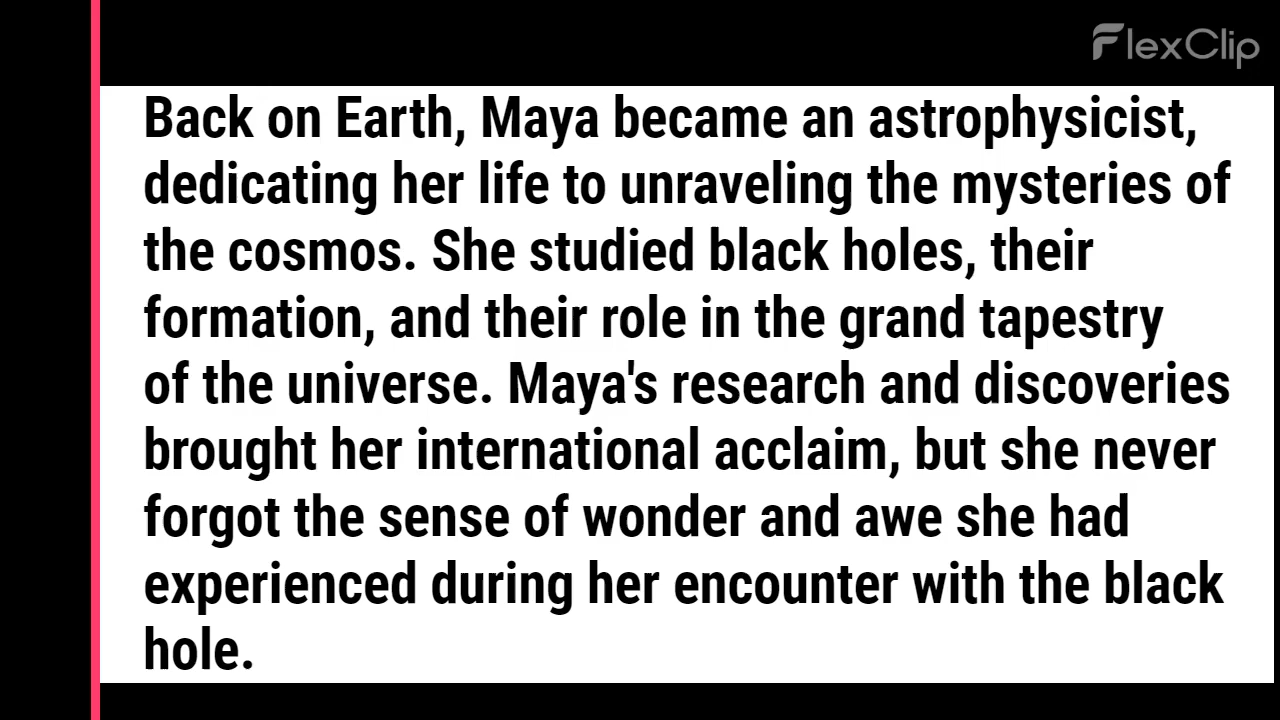 FlexClip
Back on Earth, Maya became an astrophysicist,
dedicating her life to unraveling the mysteries of
the cosmos. She studied black holes, their
formation, and their role in the grand tapestry
of the universe. Maya's research and discoveries
brought her international acclaim, but she never
forgot the sense of wonder and awe she had
experienced during her encounter with the black
hole.